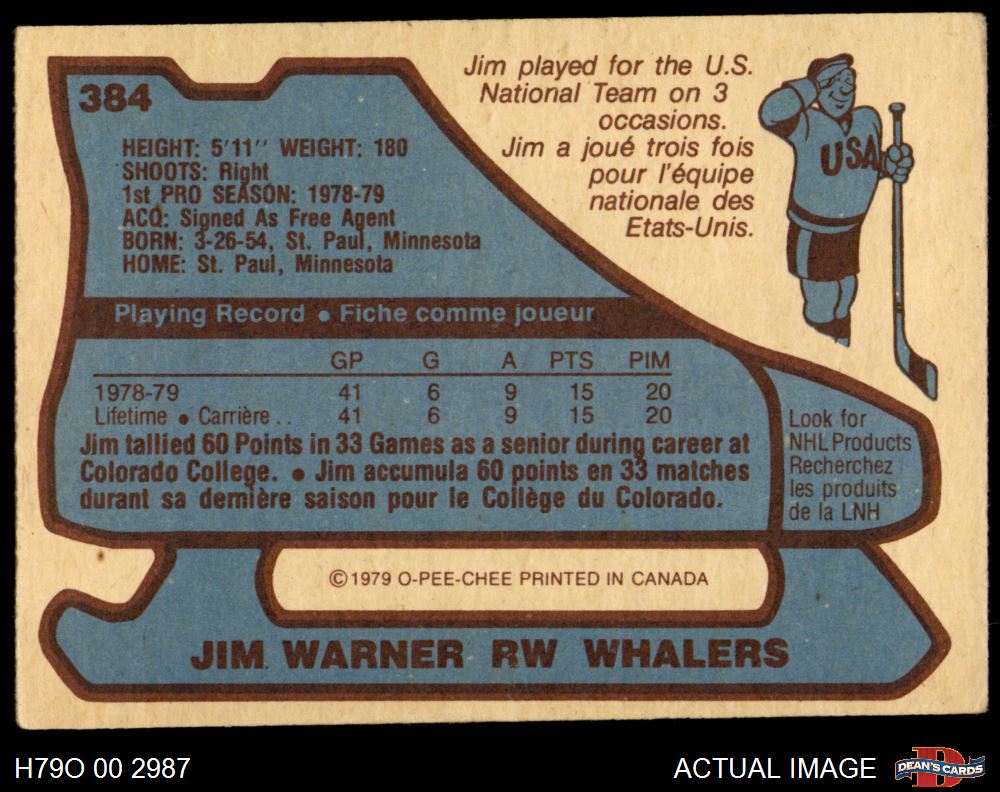 384
HEIGHT: 5'11'' WEIGHT: 180
SHOOTS: Right
1st PRO SEASON: 1978-79
ACQ: Signed As Free Agent
BORN: 3-26-54, St. Paul, Minnesota
HOME: St. Paul, Minnesota
Jim played for the U.S.
National Team on 3
occasions.
Jim a joué trois fois
pour l'équipe
nationale des
Etats-Unis.
USA
Playing Record • Fiche comme joueur
GP G A PTS PIM
1978-79 41 6 9 15 20
Lifetime • Carrière . . 41 6 9 15 20
Jim tallied 60 Points in 33 Games as a senior during career at
Colorado College. • Jim accumula 60 points en 33 matches
durant sa dernière saison pour le Collège du Colorado.
Look for
NHL Products
Recherchez
les produits
de la LNH
© 1979 O-PEE-CHEE PRINTED IN CANADA
JIM WARNER RW WHALERS
H79O 00 2987
ACTUAL IMAGE
DEAN'S CARDS